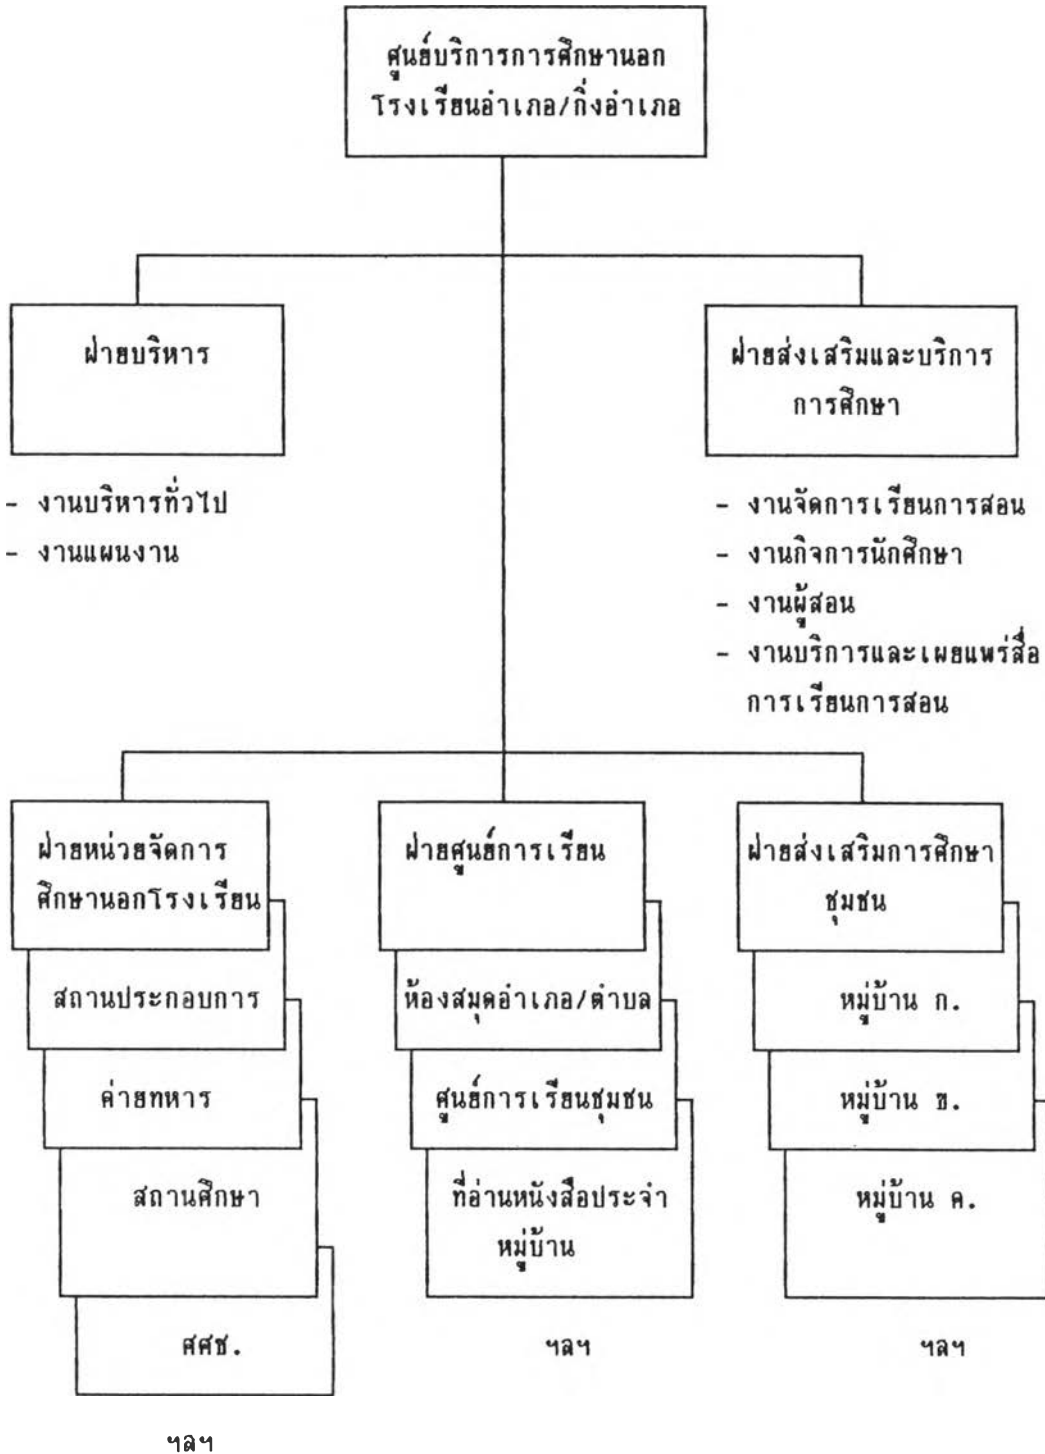 ศูนย์บริการการศึกษานอก
โรงเรียนอำเภอ/กิ่งอำเภอ
ฝ่ายบริหาร
- งานบริหารทั่วไป
- งานแผนงาน
ฝ่ายส่งเสริมและบริการ
การศึกษา
- งานจัดการเรียนการสอน
- งานกิจการนักศึกษา
- งานผู้สอน
- งานบริการและเผยแพร่สื่อ
การเรียนการสอน
ฝ่ายหน่วยจัดการ
ศึกษานอกโรงเรียน
สถานประกอบการ
ค่ายทหาร
สถานศึกษา
ศศช.
ฯลฯ
ฝ่ายศูนย์การเรียน
ห้องสมุดอำเภอ/ตำบล
ศูนย์การเรียนชุมชน
ที่อ่านหนังสือประจำ
หมู่บ้าน
ฯลฯ
ฝ่ายส่งเสริมการศึกษา
ชุมชน
หมู่บ้าน ก.
หมู่บ้าน ข.
หมู่บ้าน ค.
ฯลฯ